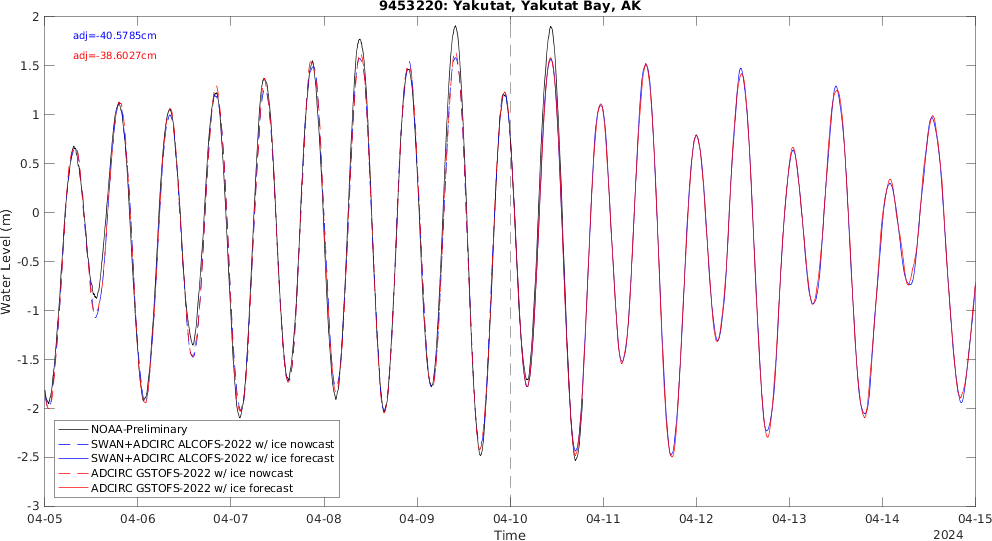 9453220: Yakutat, Yakutat Bay, AK
adj=-40.5785cm
adj=-38.6027cm
Water Level (m)
2
1.5
1
0.5
0
-0.5
-1
-1.5
-2
-2.5
-3
NOAA-Preliminary
SWAN+ADCIRC ALCOFS-2022 w/ ice nowcast
SWAN+ADCIRC ALCOFS-2022 w/ ice forecast
ADCIRC GSTOFS-2022 w/ ice nowcast
ADCIRC GSTOFS-2022 w/ ice forecast
04-05 04-06 04-07 04-08 04-09 04-10 04-11 04-12 04-13 04-14 04-15
Time
2024